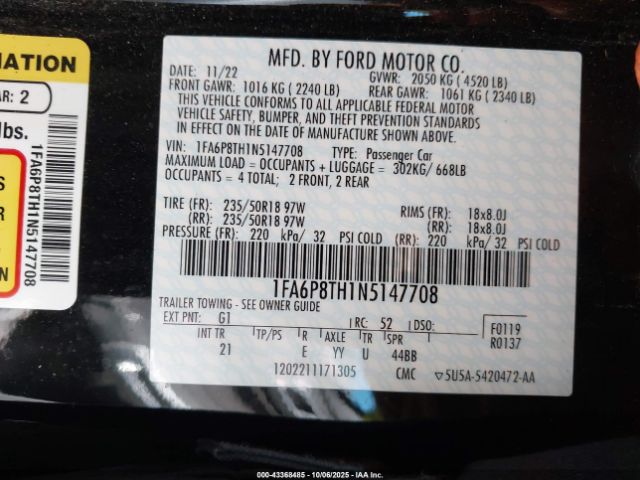 MATION
AR: 2
lbs.
1FA6P8TH1N5147708
S
R
N
MFD. BY FORD MOTOR CO.
DATE: 11/22 GVWR: 2050 KG ( 4520 LB)
FRONT GAWR: 1016 KG ( 2240 LB) REAR GAWR: 1061 KG ( 2340 LB)
THIS VEHICLE CONFORMS TO ALL APPLICABLE FEDERAL MOTOR
VEHICLE SAFETY, BUMPER, AND THEFT PREVENTION STANDARDS
IN EFFECT ON THE DATE OF MANUFACTURE SHOWN ABOVE.
VIN: 1FA6P8TH1N5147708 TYPE: Passenger Car
MAXIMUM LOAD = OCCUPANTS + LUGGAGE = 302KG/ 668LB
OCCUPANTS = 4 TOTAL; 2 FRONT, 2 REAR
TIRE (FR): 235/50R18 97W RIMS (FR): 18x8.0J
(RR): 235/50R18 97W (RR): 18x8.0J
PRESSURE (FR): 220 kPa/ 32 PSI COLD (RR): 220 kPa/ 32 PSI COLD
1FA6P8TH1N5147708
TRAILER TOWING - SEE OWNER GUIDE
EXT PNT: G1 RC: 52 DSO: F0119
INT TR TP/PS R AXLE TR SPR R0137
21 E YY U 44BB
1202211171305 CMC ▽5U5A-5420472-AA
000-43368485 - 10/06/2025 - IAAI.COM